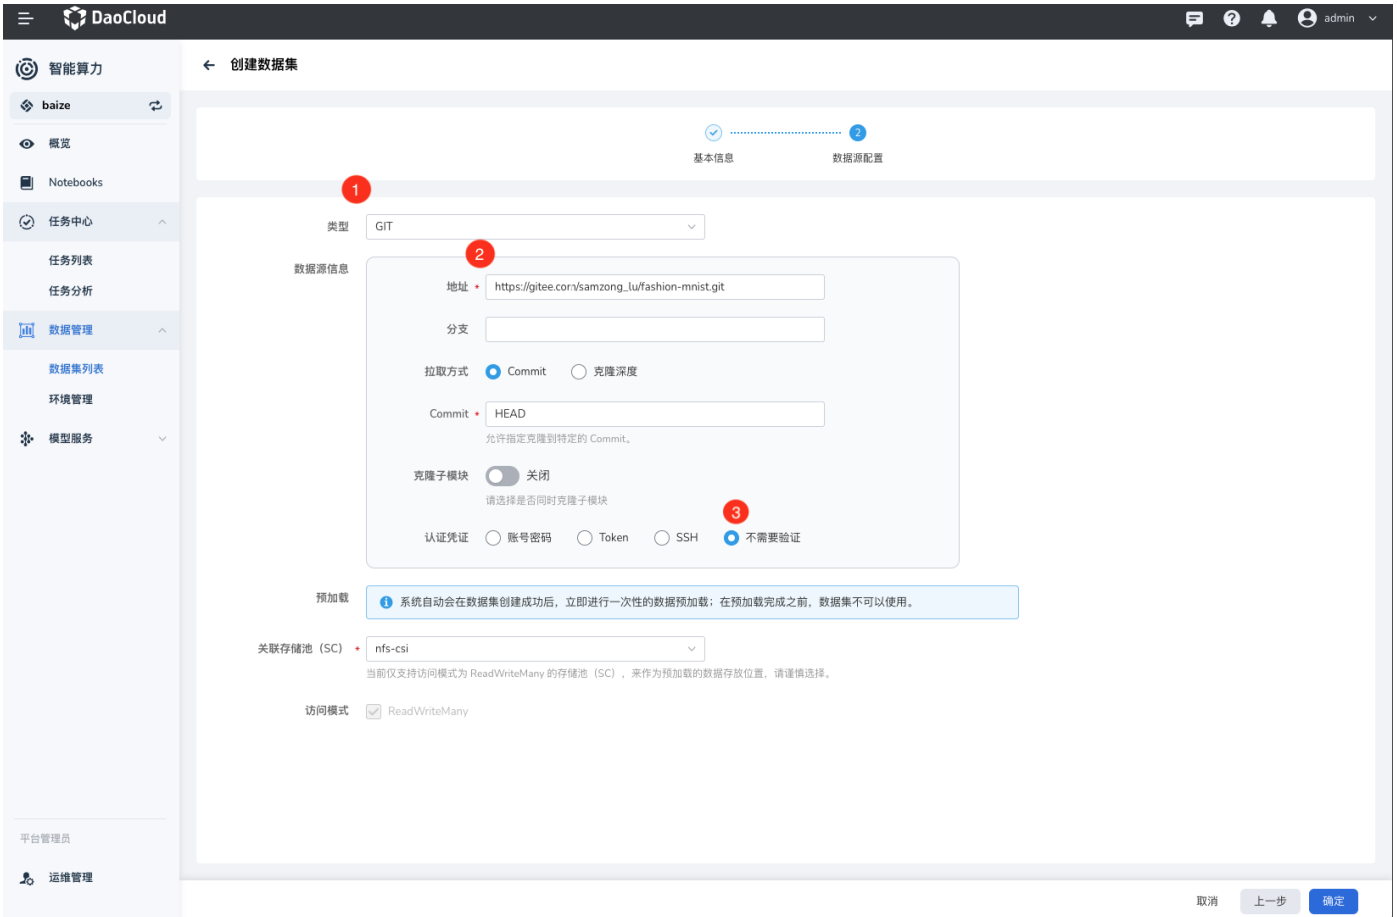 DaoCloud
admin
智能算力
创建数据集
baize
概览
Notebooks
任务中心
任务列表
任务分析
数据管理
数据集列表
环境管理
模型服务
平台管理员
运维管理
2
基本信息
数据源配置
1
类型
GIT
2
数据源信息
地址 * https://gitee.com/samzong_lu/fashion-mnist.git
分支
拉取方式 Commit 克隆深度
Commit * HEAD
允许指定克隆到特定的 Commit。
克隆子模块 关闭
请选择是否同时克隆子模块
3
认证凭证 账号密码 Token SSH 不需要验证
预加载 系统自动会在数据集创建成功后，立即进行一次性的数据预加载；在预加载完成之前，数据集不可以使用。
关联存储池（SC） * nfs-csi
当前仅支持访问模式为 ReadWriteMany 的存储池（SC），来作为预加载的数据存放位置，请谨慎选择。
访问模式 ReadWriteMany
取消 上一步 确定